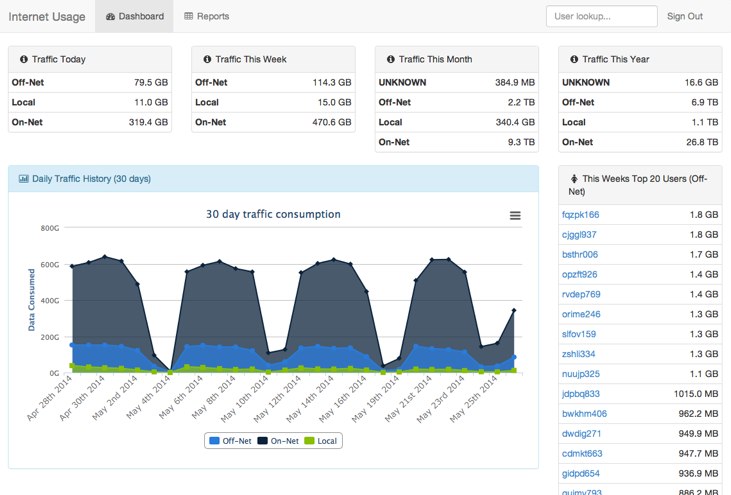 Internet Usage
Dashboard
Reports
User lookup...
Sign Out
Traffic Today
Off-Net 79.5 GB
Local 11.0 GB
On-Net 319.4 GB
Traffic This Week
Off-Net 114.3 GB
Local 15.0 GB
On-Net 470.6 GB
Traffic This Month
UNKNOWN 384.9 MB
Off-Net 2.2 TB
Local 340.4 GB
On-Net 9.3 TB
Traffic This Year
UNKNOWN 16.6 GB
Off-Net 6.9 TB
Local 1.1 TB
On-Net 26.8 TB
Daily Traffic History (30 days)
30 day traffic consumption
Data Consumed
800G
600G
400G
200G
0G
Apr 28th 2014
Apr 30th 2014
May 2nd 2014
May 4th 2014
May 6th 2014
May 8th 2014
May 10th 2014
May 12th 2014
May 14th 2014
May 16th 2014
May 19th 2014
May 21st 2014
May 23rd 2014
May 25th 2014
Off-Net On-Net Local
This Weeks Top 20 Users (Off-
Net)
fqzpk166 1.8 GB
cjggl937 1.8 GB
bsthr006 1.7 GB
opzft926 1.4 GB
rvdep769 1.4 GB
orime246 1.3 GB
slfov159 1.3 GB
zshli334 1.3 GB
nuujp325 1.1 GB
jdpbq833 1015.0 MB
bwkhm406 962.2 MB
dwdig271 949.9 MB
cdmkt663 947.7 MB
gidpd654 936.9 MB
886.2 MB